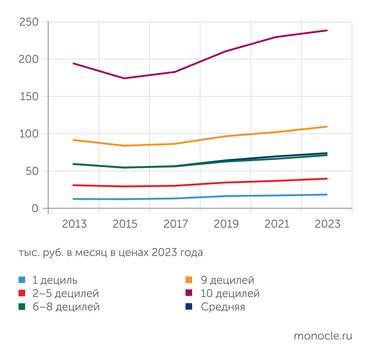 250
200
150
100
50
0
2013 2015 2017 2019 2021 2023
тыс. руб. в месяц в ценах 2023 года
1 дециль 9 децилей
2–5 децилей 10 децилей
6–8 децилей Средняя
monocle.ru